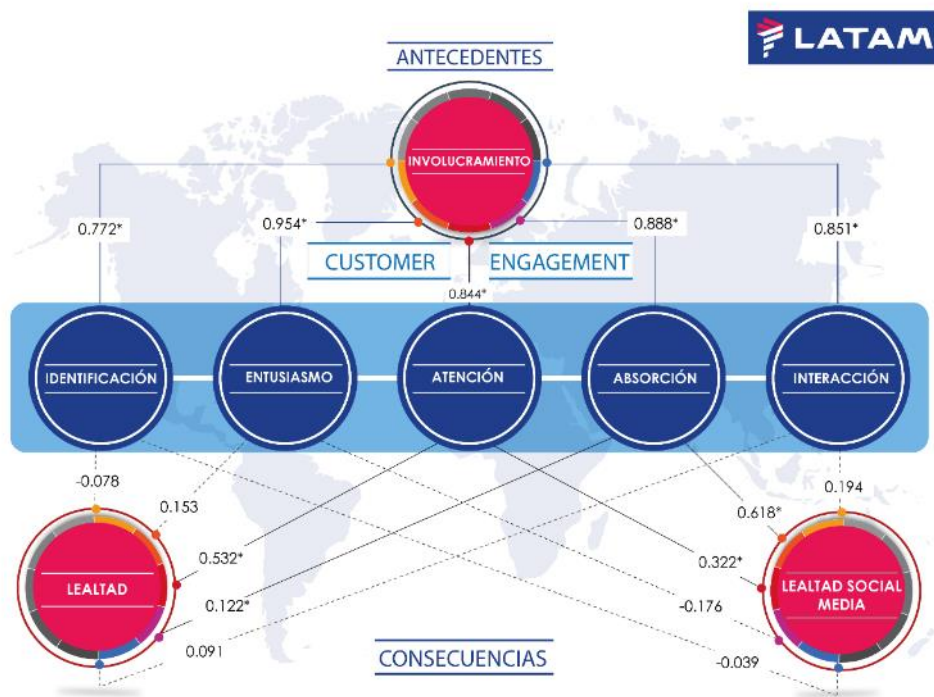 LATAM
ANTECEDENTES
INVOLUCRAMIENTO
0.772*
0.954*
0.888*
0.851*
CUSTOMER ENGAGEMENT
0.844*
IDENTIFICACIÓN
ENTUSIASMO
ATENCIÓN
ABSORCIÓN
INTERACCIÓN
-0.078
0.153
0.194
0.618*
0.532*
0.322*
LEALTAD
LEALTAD SOCIAL
MEDIA
0.122*
-0.176
0.091
-0.039
CONSECUENCIAS